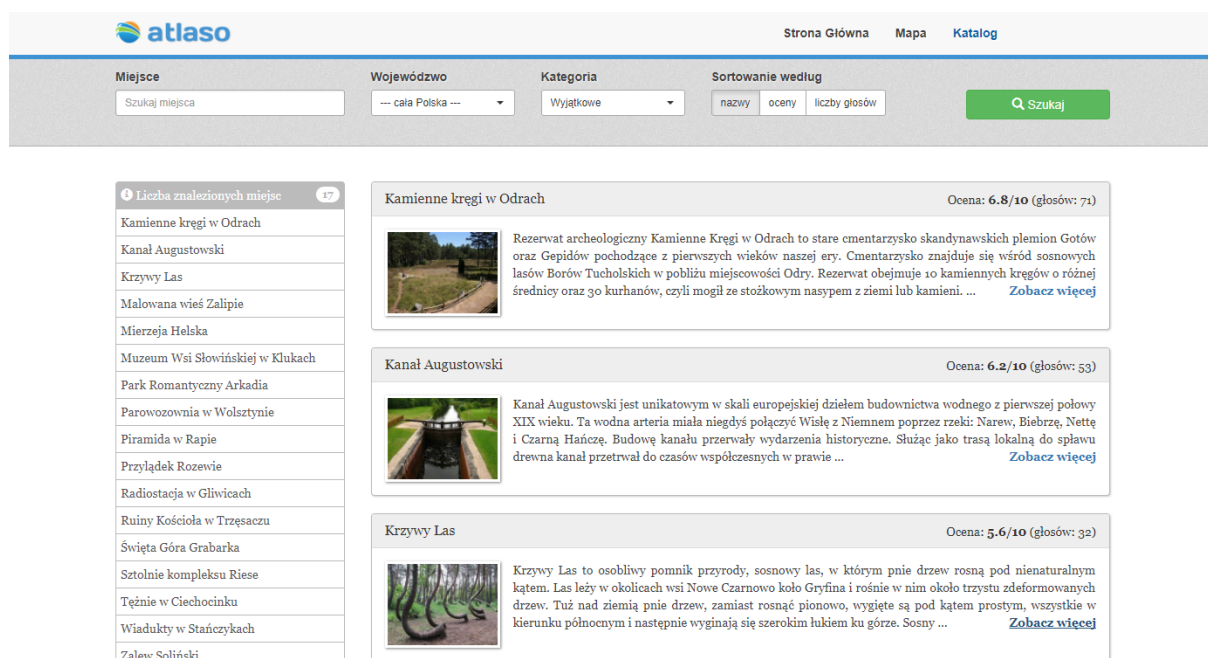 atlaso
Strona Główna Mapa Katalog
Miejsce Wojewédzwo Kategoria Sortowanie według
Szukaj miejsca --- cała Polska --- Wyjątkowe nazwy oceny liczby głosów Szukaj
Liczba znalezionych miejsc 17
Kamienne kręgi w Odrach
Kanał Augustowski
Krzywy Las
Malowana wieś Zalipie
Mierzeja Helska
Muzeum Wsi Słowińskiej w Klukach
Park Romantyczny Arkadia
Parowozownia w Wolsztynie
Piramida w Rapie
Przylądek Rozewie
Radiostacja w Gliwicach
Ruiny Kościoła w Trzęsaczu
Święta Góra Grabarka
Sztolnie kompleksu Riese
Tężnie w Ciechocinku
Wiadukty w Stańczykach
Zalew Soliński
Kamienne kręgi w Odrach Ocena: 6.8/10 (głosów: 71)
Rezerwat archeologiczny Kamienne Kręgi w Odrach to stare cmentarzysko skandynawskich plemion Gotów
oraz Gepidów pochodzące z pierwszych wieków naszej ery. Cmentarzysko znajduje się wśród sosnowych
lasów Borów Tucholskich w pobliżu miejscowości Odry. Rezerwat obejmuje 10 kamiennych kręgów o różnej
średnicy oraz 30 kurhanów, czyli mogił ze stożkowym nasypem z ziemi lub kamieni. ... Zobacz więcej
Kanał Augustowski Ocena: 6.2/10 (głosów: 53)
Kanał Augustowski jest unikatowym w skali europejskiej dziełem budownictwa wodnego z pierwszej połowy
XIX wieku. Ta wodna arteria miała niegdyś połączyć Wisłę z Niemnem poprzez rzeki: Narew, Biebrzę, Nettę
i Czarną Hańczę. Budowę kanału przerwały wydarzenia historyczne. Służąc jako trasą lokalną do spławu
drewna kanał przetrwał do czasów współczesnych w prawie ... Zobacz więcej
Krzywy Las Ocena: 5.6/10 (głosów: 32)
Krzywy Las to osobliwy pomnik przyrody, sosnowy las, w którym pnie drzew rosną pod nienaturalnym
kątem. Las leży w okolicach wsi Nowe Czarnowo koło Gryfina i rośnie w nim około trzystu zdeformowanych
drzew. Tuż nad ziemią pnie drzew, zamiast rosnąć pionowo, wygięte są pod kątem prostym, wszystkie w
kierunku północnym i następnie wyginają się szerokim łukiem ku górze. Sosny ... Zobacz więcej